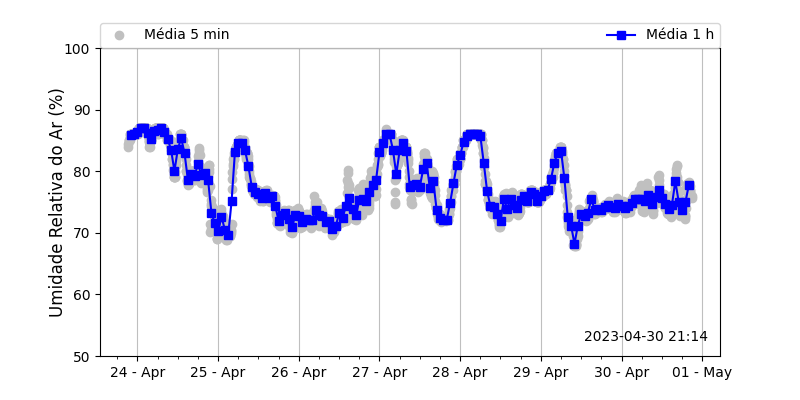 Média 5 min
Média 1 h
Umidade Relativa do Ar (%)
100
90
80
70
60
50
2023-04-30 21:14
24 - Apr
25 - Apr
26 - Apr
27 - Apr
28 - Apr
29 - Apr
30 - Apr
01 - May